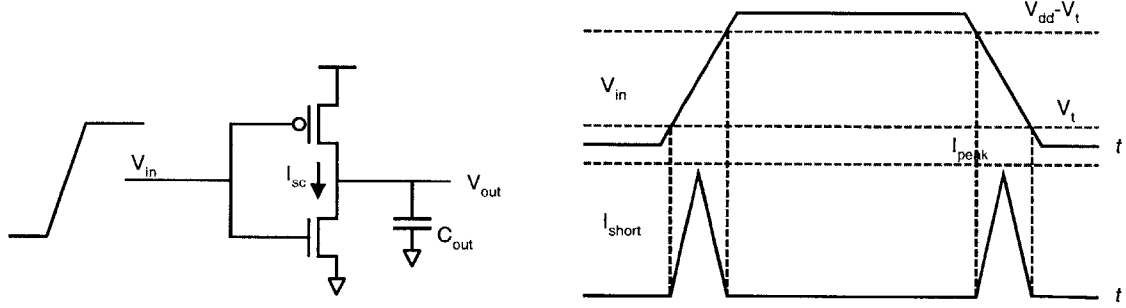 V_in
I_sc
V_out
C_out
V_dd-V_t
V_in
V_t
t
I_peak
I_short
t